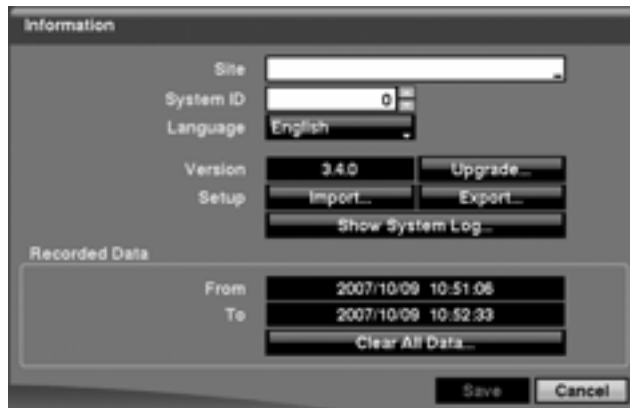 Information
Site
System ID 0
Language English
Version 3.4.0 Upgrade...
Setup Import... Export...
Show System Log...
Recorded Data
From 2007/10/09 10:51:06
To 2007/10/09 10:52:33
Clear All Data...
Save Cancel